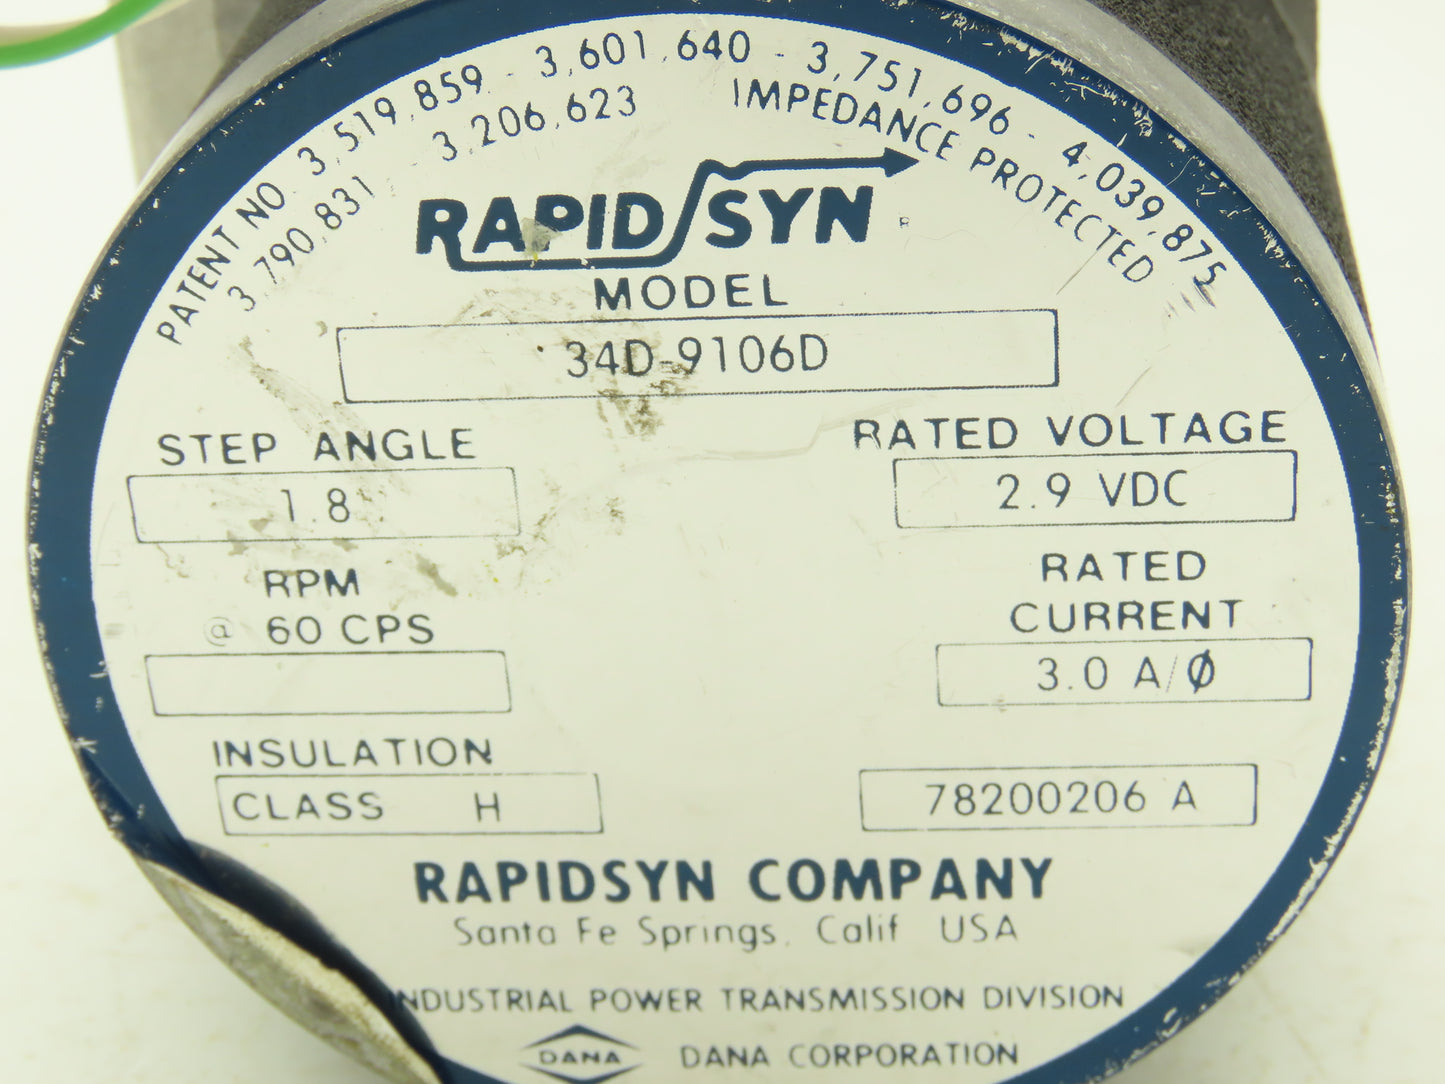 PATENT NO 3,519,859 - 3,601,640 - 3,751,696 - 4,039,875
3,790,831 - 3,206,623
IMPEDANCE PROTECTED
RAPIDSYN
MODEL
34D-9106D
STEP ANGLE
1.8
RATED VOLTAGE
2.9 VDC
RPM
@ 60 CPS
RATED
CURRENT
3.0 A/Ø
INSULATION
CLASS H
78200206 A
RAPIDSYN COMPANY
Santa Fe Springs, Calif USA
INDUSTRIAL POWER TRANSMISSION DIVISION
DANA
DANA CORPORATION